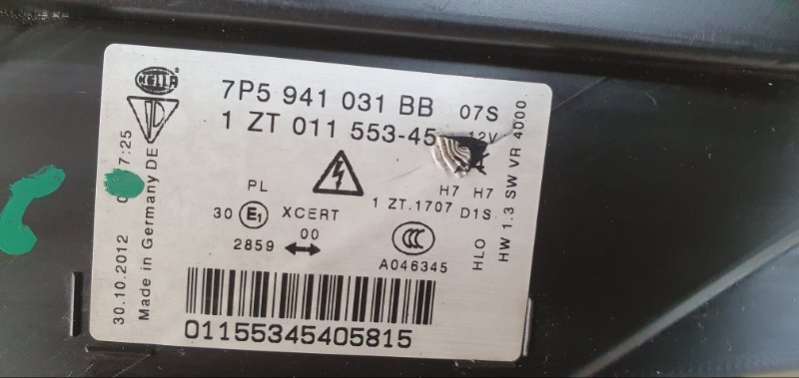 HELLA
7P5 941 031 BB 07S
1 ZT 011 553-45
12V
H7 H7
PL
1 ZT.1707 D1S
30 E1 XCERT
00
2859
CCC
A046345
HLO
HW 1.3 SW VR 4000
30.10.2012
7:25
Made in Germany DE
01155345405815